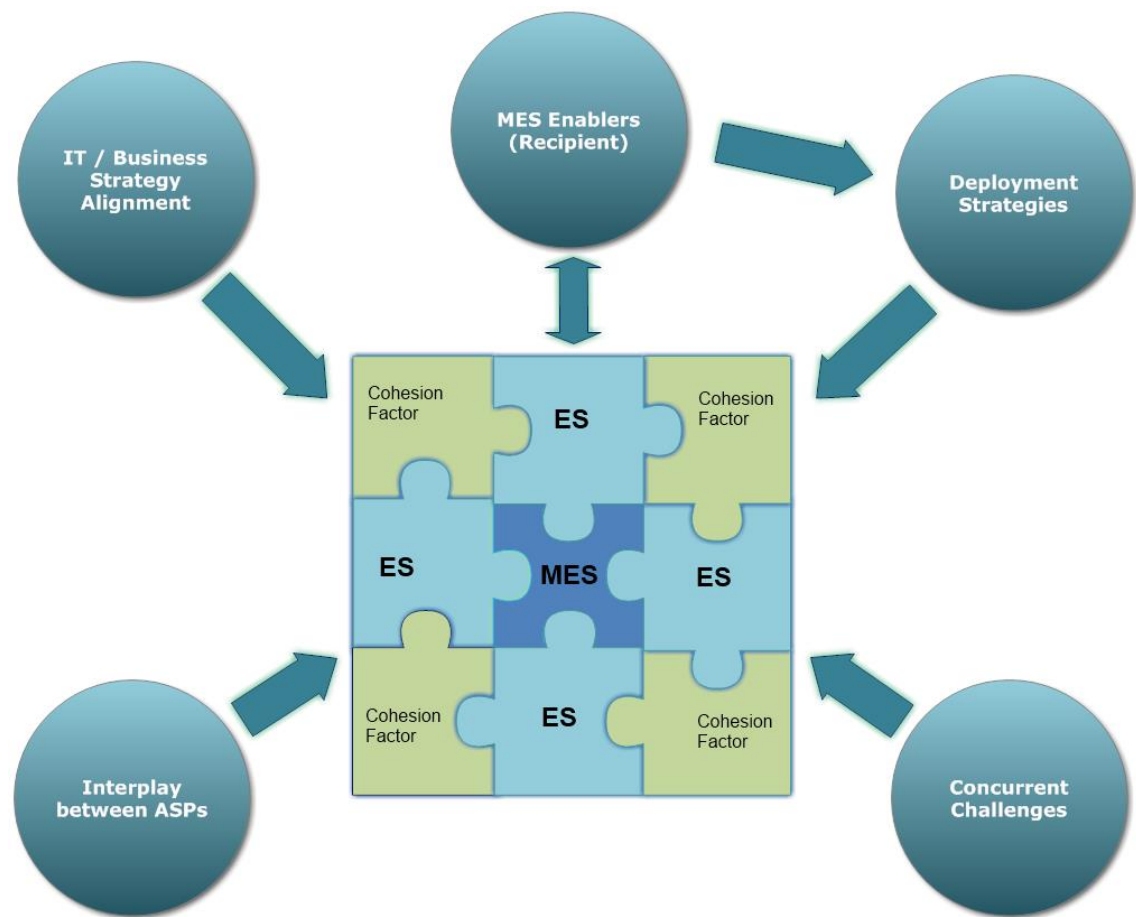 MES Enablers
(Recipient)
IT / Business
Strategy
Alignment
Deployment
Strategies
Cohesion
Factor
ES
Cohesion
Factor
ES
MES
ES
Cohesion
Factor
ES
Cohesion
Factor
Interplay
between ASPs
Concurrent
Challenges